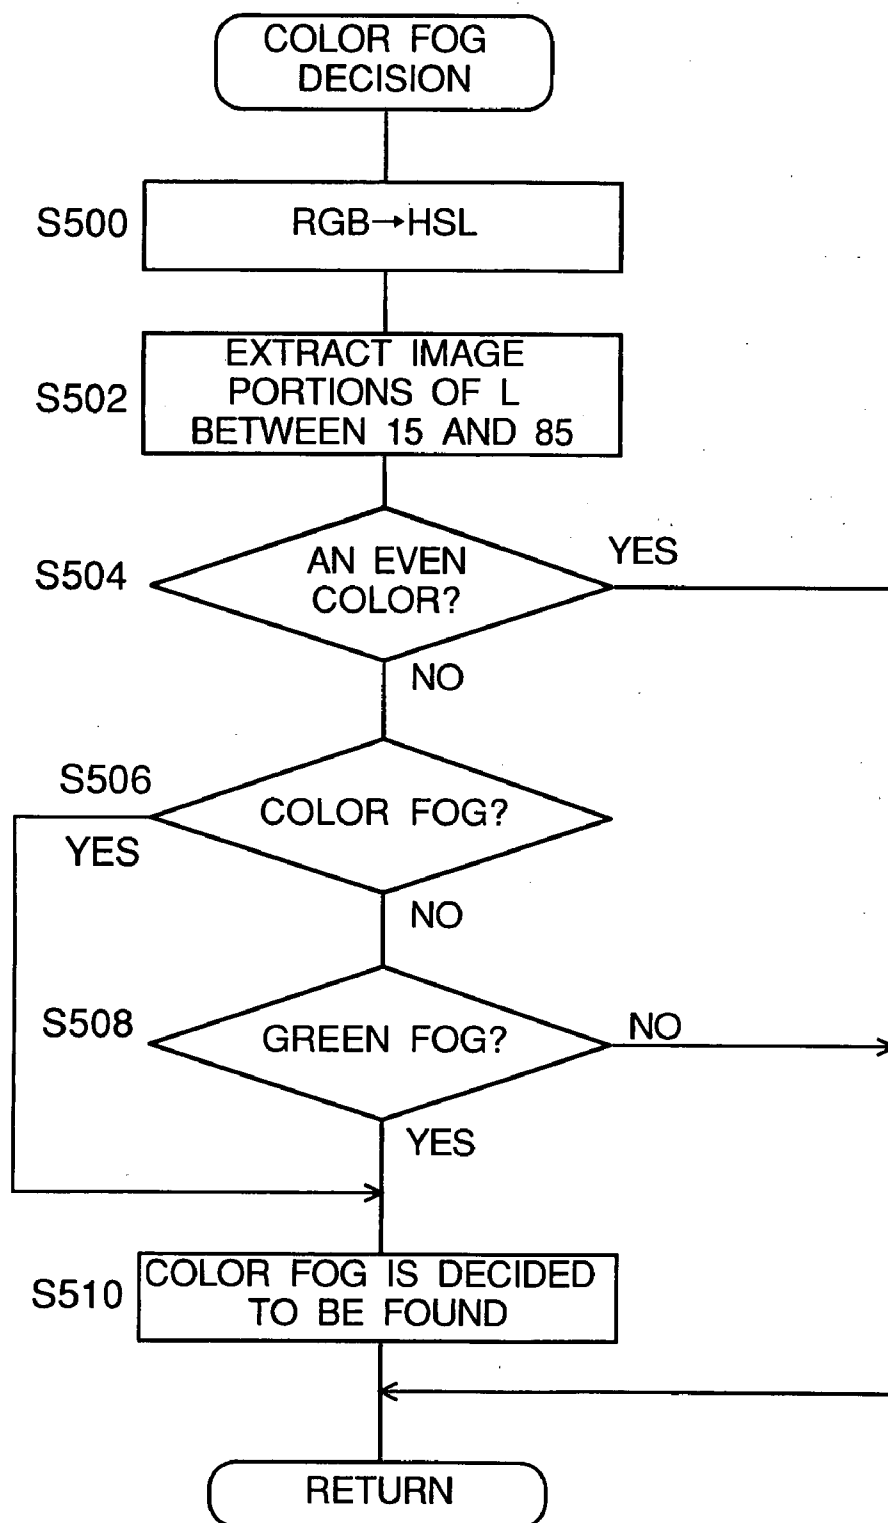 COLOR FOG
DECISION
S500
RGB→HSL
S502
EXTRACT IMAGE
PORTIONS OF L
BETWEEN 15 AND 85
S504
AN EVEN
COLOR?
YES
NO
S506
COLOR FOG?
YES
NO
S508
GREEN FOG?
NO
YES
S510
COLOR FOG IS DECIDED
TO BE FOUND
RETURN